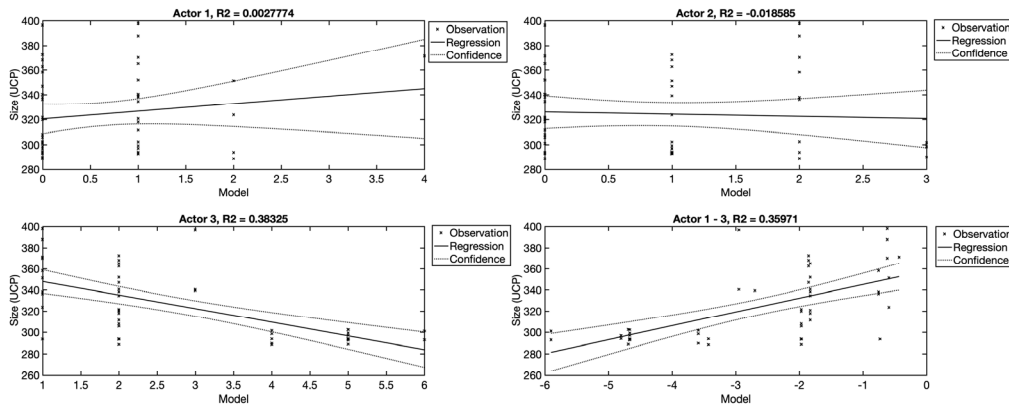 Actor 1, R2 = 0.0027774
400
380
360
340
320
300
280
Size (UCP)
0 0.5 1 1.5 2 2.5 3 3.5 4
Model
Observation
Regression
Confidence
Actor 2, R2 = -0.018585
400
380
360
340
320
300
280
Size (UCP)
0 0.5 1 1.5 2 2.5 3
Model
Observation
Regression
Confidence
Actor 3, R2 = 0.38325
400
380
360
340
320
300
280
260
Size (UCP)
1 1.5 2 2.5 3 3.5 4 4.5 5 5.5 6
Model
Observation
Regression
Confidence
Actor 1 - 3, R2 = 0.35971
400
380
360
340
320
300
280
260
Size (UCP)
-6 -5 -4 -3 -2 -1 0
Model
Observation
Regression
Confidence